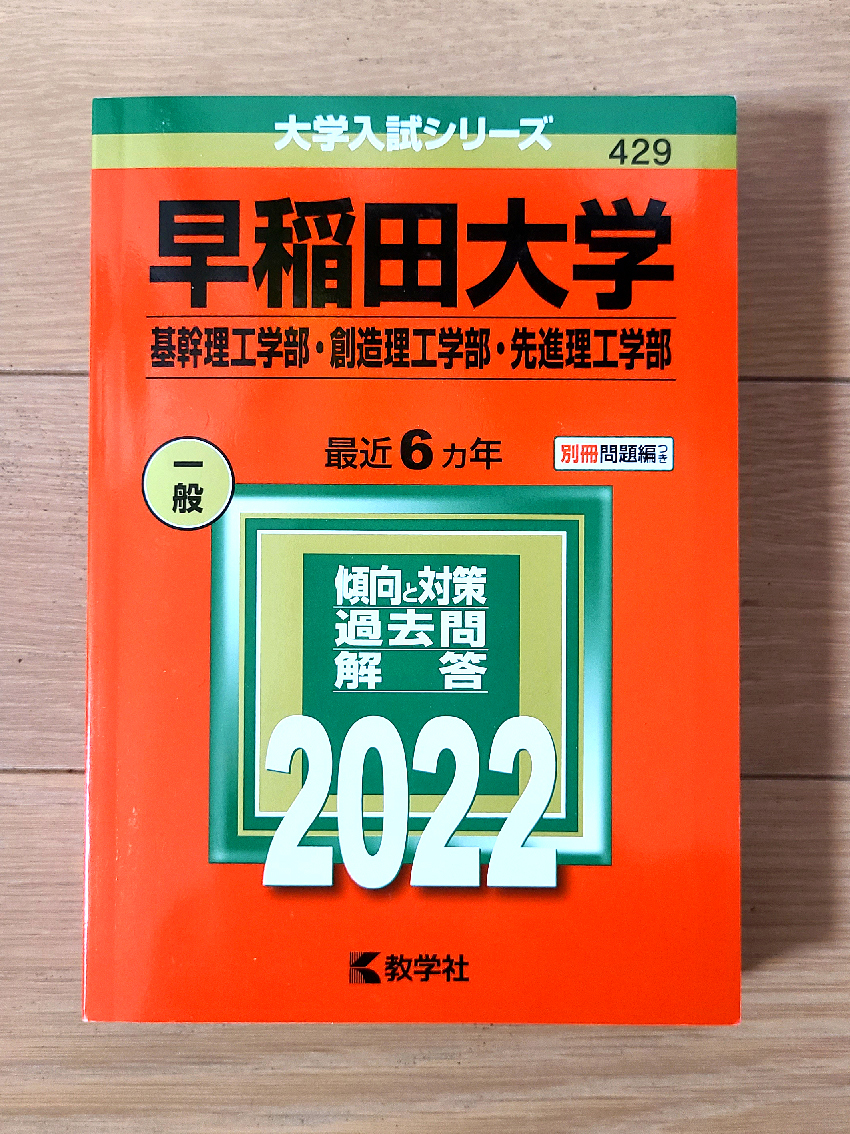 大学入試シリーズ
429
早稲田大学
基幹理工学部・創造理工学部・先進理工学部
最近6カ年
別冊問題編つき
一般
傾向と対策
過去問
解答
2022
教学社